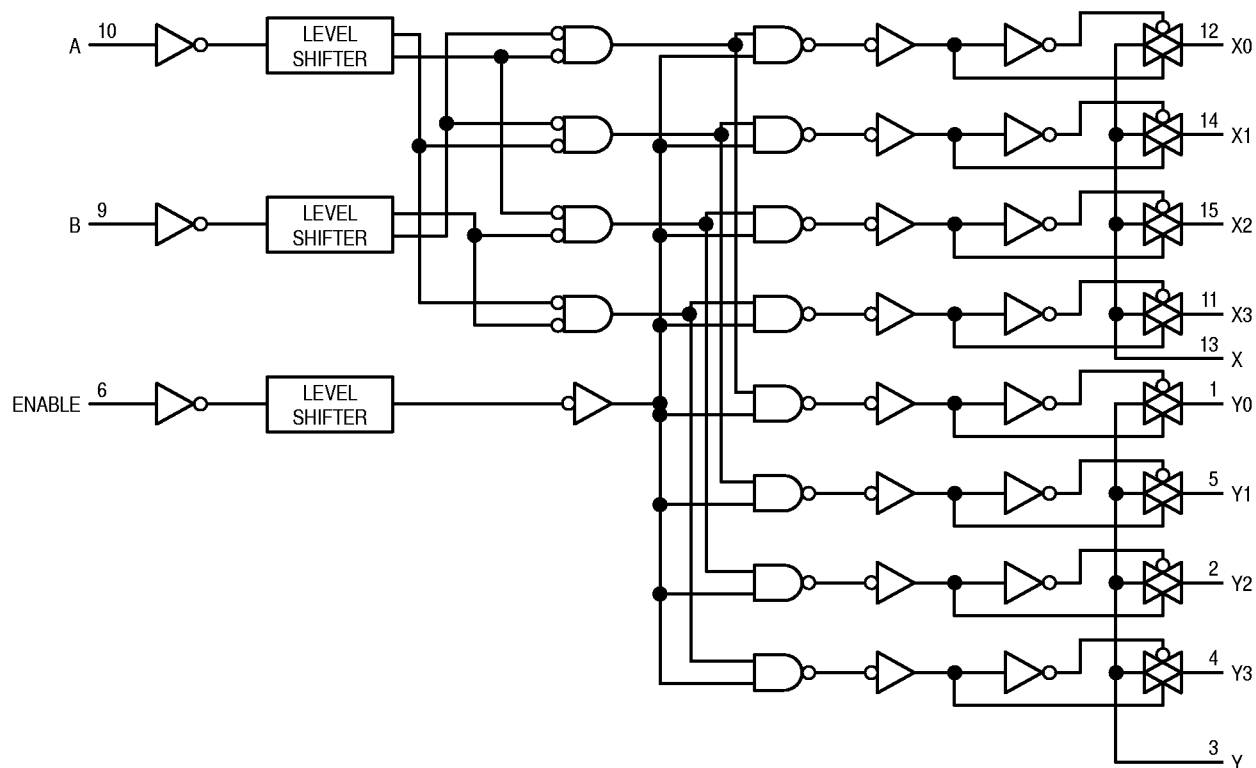 A 10 LEVEL SHIFTER 12 X0
14 X1
B 9 LEVEL SHIFTER 15 X2
11 X3
13 X
ENABLE 6 LEVEL SHIFTER 1 Y0
5 Y1
2 Y2
4 Y3
3 Y